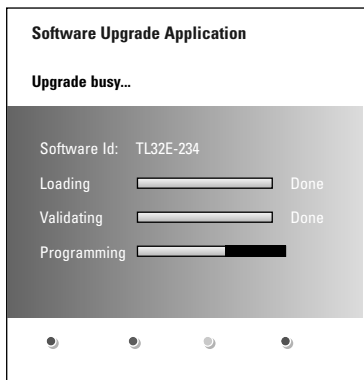 Software Upgrade Application
Upgrade busy...
Software Id: TL32E-234
Loading Done
Validating Done
Programming